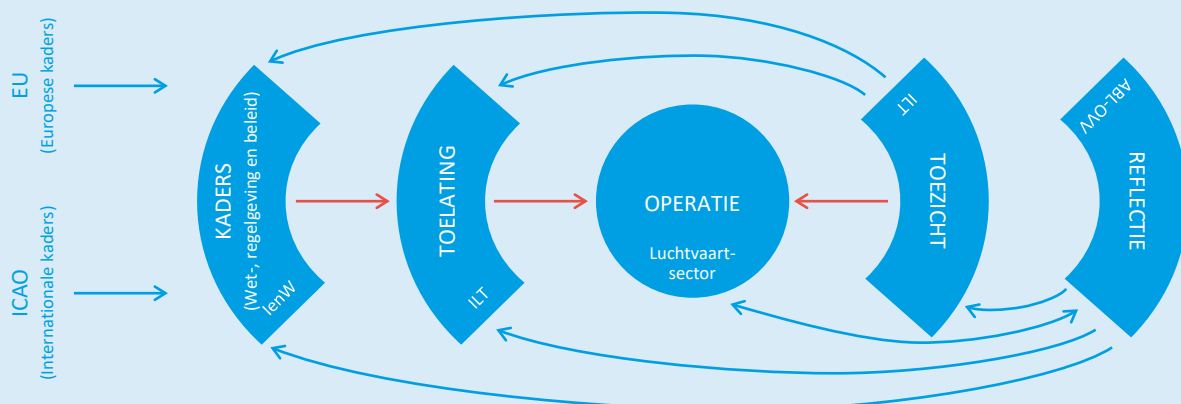 EU
(Europese kaders)
ICAO
(Internationale kaders)
KADERS
(Wet-, regelgeving en beleid)
IenW
TOELATING
ILT
OPERATIE
Luchtvaart-
sector
ILT
TOEZICHT
ABL-OVV
REFLECTIE